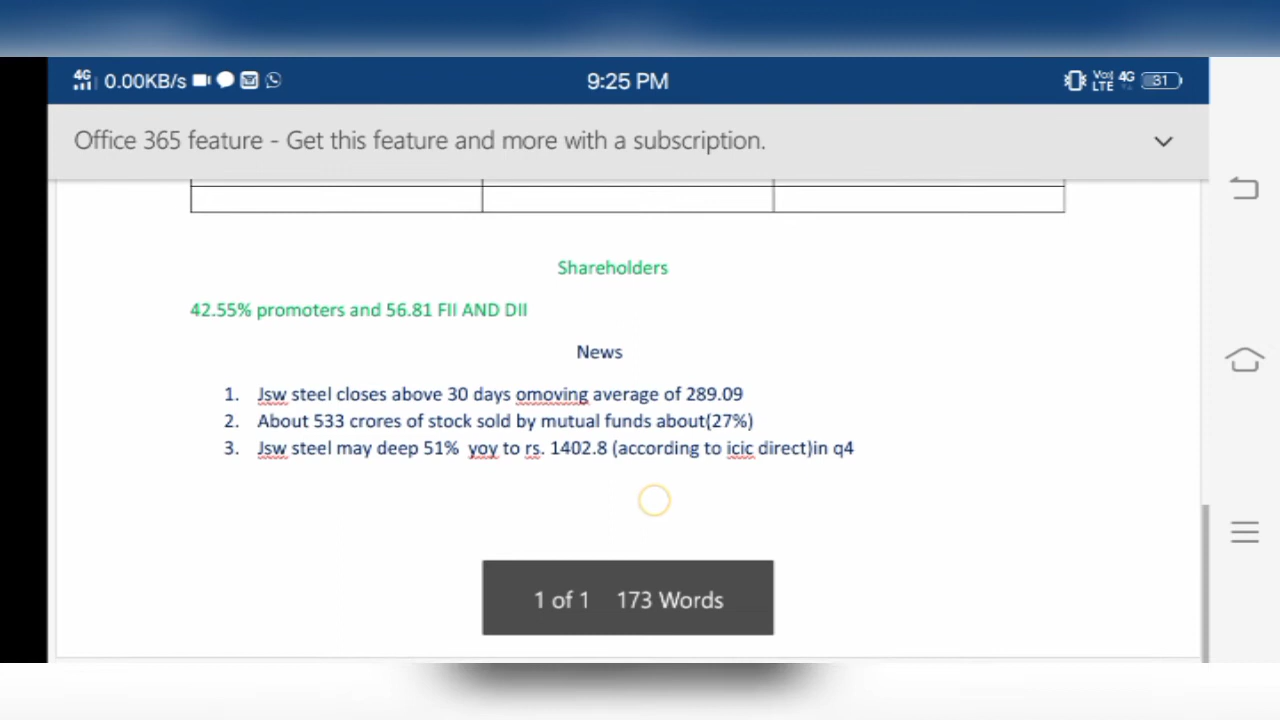 4G 0.00KB/s 9:25 PM Vo) LTE 4G 31
Office 365 feature - Get this feature and more with a subscription.
Shareholders
42.55% promoters and 56.81 FII AND DII
News
1. Jsw steel closes above 30 days omoving average of 289.09
2. About 533 crores of stock sold by mutual funds about(27%)
3. Jsw steel may deep 51% yoy to rs. 1402.8 (according to icic direct)in q4
1 of 1 173 Words